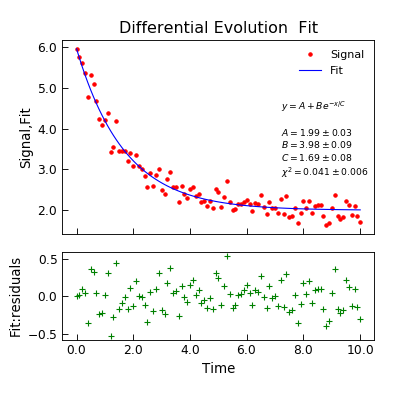 Differential Evolution  Fit
6.0
5.0
4.0
3.0
2.0
Signal,Fit
Signal
Fit
y = A + Be^{-x/C}
A = 1.99 ± 0.03
B = 3.98 ± 0.09
C = 1.69 ± 0.08
χ² = 0.041 ± 0.006
0.5
0.0
−0.5
Fit:residuals
0.0 2.0 4.0 6.0 8.0 10.0
Time